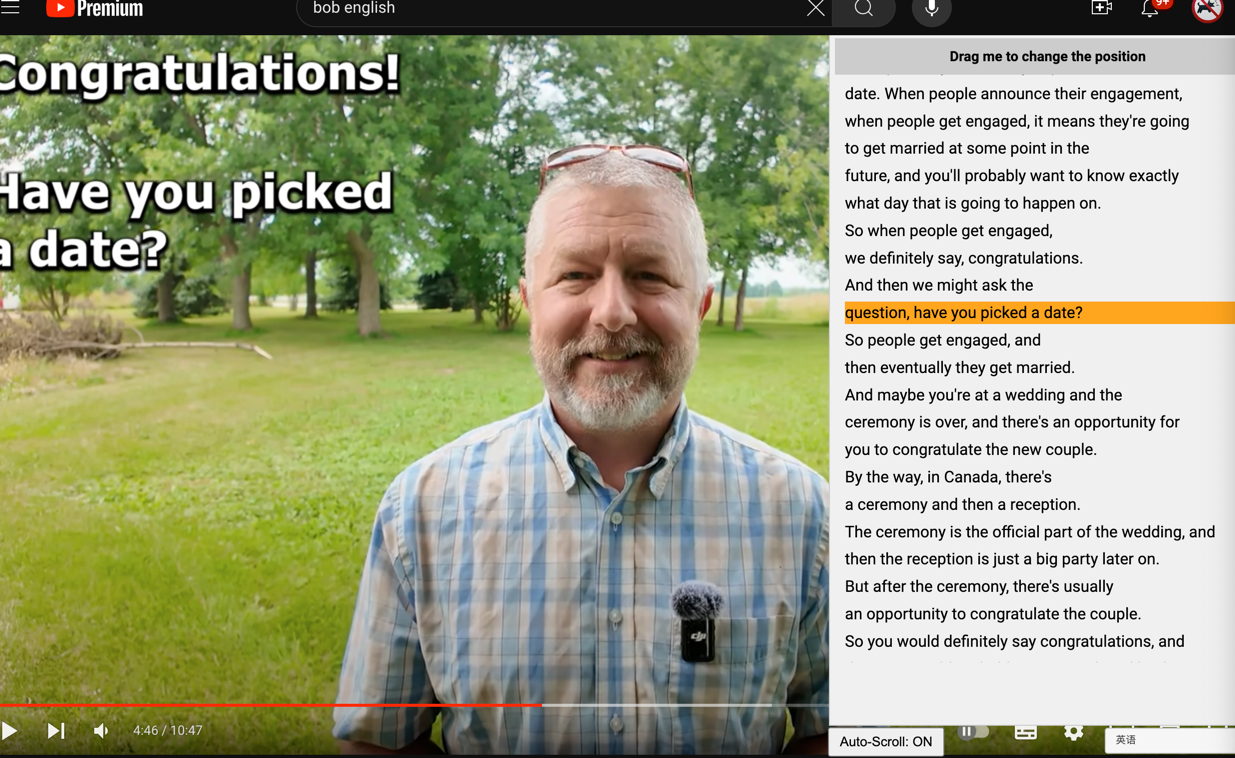 Premium
bob english
9+
Congratulations!
Have you picked
a date?
Drag me to change the position
date. When people announce their engagement,
when people get engaged, it means they're going
to get married at some point in the
future, and you'll probably want to know exactly
what day that is going to happen on.
So when people get engaged,
we definitely say, congratulations.
And then we might ask the
question, have you picked a date?
So people get engaged, and
then eventually they get married.
And maybe you're at a wedding and the
ceremony is over, and there's an opportunity for
you to congratulate the new couple.
By the way, in Canada, there's
a ceremony and then a reception.
The ceremony is the official part of the wedding, and
then the reception is just a big party later on.
But after the ceremony, there's usually
an opportunity to congratulate the couple.
So you would definitely say congratulations, and
dji
4:46 / 10:47
Auto-Scroll: ON
英语